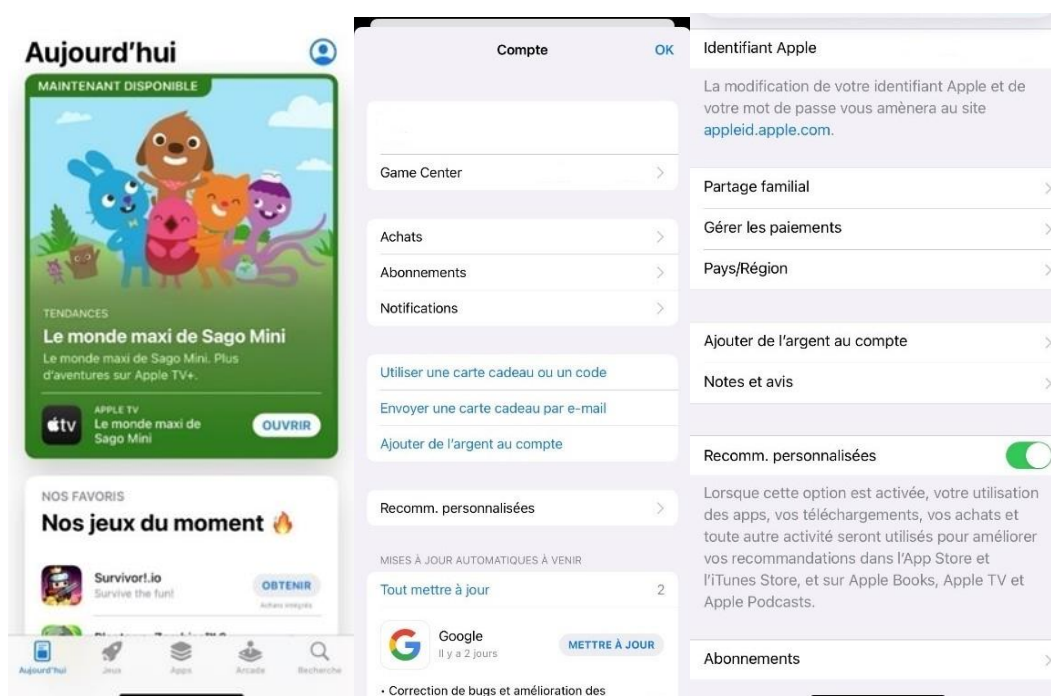 Aujourd'hui
MAINTENANT DISPONIBLE
TENDANCES
Le monde maxi de Sago Mini
Le monde maxi de Sago Mini. Plus
d'aventures sur Apple TV+.
tv
APPLE TV
Le monde maxi de
Sago Mini
OUVRIR
NOS FAVORIS
Nos jeux du moment 🔥
Survivor!.io
Survive the fun!
OBTENIR
Achats intégrés
Aujourd'hui
Jeux
Apps
Arcade
Recherche
Compte
OK
Game Center
Achats
Abonnements
Notifications
Utiliser une carte cadeau ou un code
Envoyer une carte cadeau par e-mail
Ajouter de l'argent au compte
Recomm. personnalisées
MISES À JOUR AUTOMATIQUES À VENIR
Tout mettre à jour
2
Google
Il y a 2 jours
METTRE À JOUR
• Correction de bugs et amélioration des
Identifiant Apple
La modification de votre identifiant Apple et de
votre mot de passe vous amènera au site
appleid.apple.com.
Partage familial
Gérer les paiements
Pays/Région
Ajouter de l'argent au compte
Notes et avis
Recomm. personnalisées
Lorsque cette option est activée, votre utilisation
des apps, vos téléchargements, vos achats et
toute autre activité seront utilisés pour améliorer
vos recommandations dans l'App Store et
l'iTunes Store, et sur Apple Books, Apple TV et
Apple Podcasts.
Abonnements